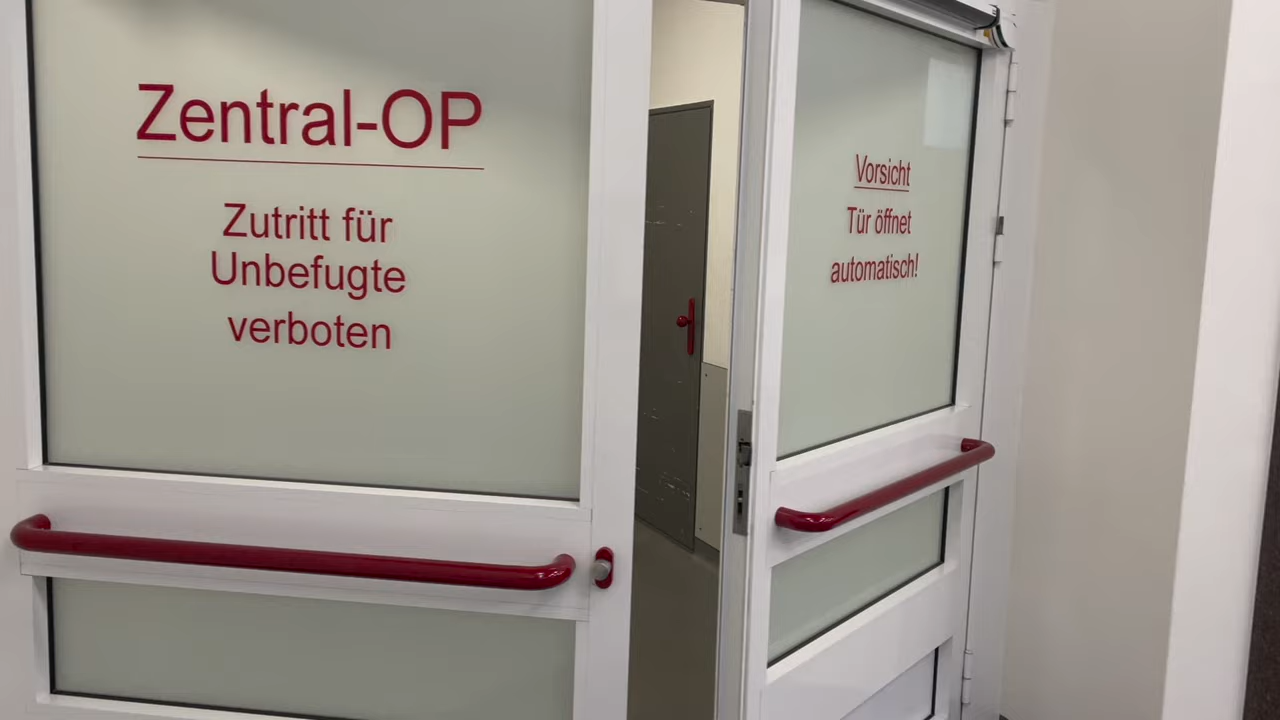 Zentral-OP
Zutritt für
Unbefugte
verboten
Vorsicht
Tür öffnet
automatisch!